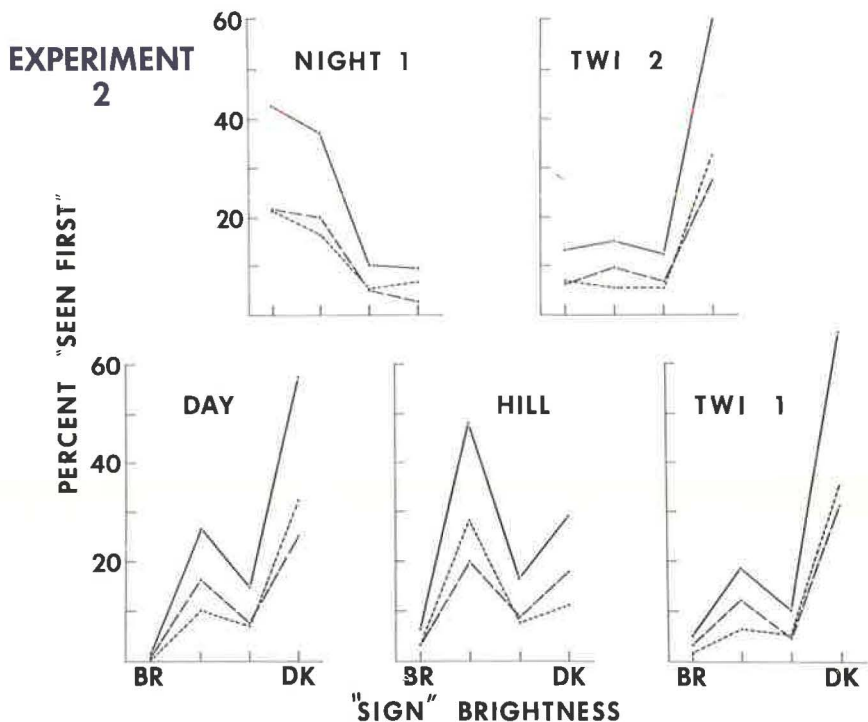 EXPERIMENT
2
NIGHT 1
TWI 2
60
40
20
PERCENT "SEEN FIRST"
DAY
HILL
TWI 1
60
40
20
BR
DK
BR
DK
BR
DK
"SIGN" BRIGHTNESS